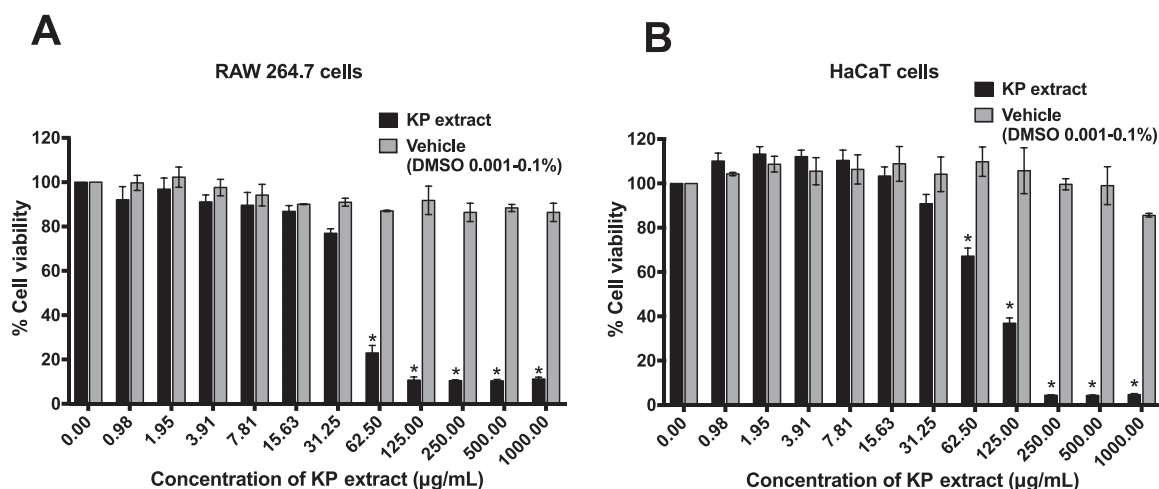 A
RAW 264.7 cells
KP extract
Vehicle
(DMSO 0.001-0.1%)
% Cell viability
120
100
80
60
40
20
0
* * * * *
0.00 0.98 1.95 3.91 7.81 15.63 31.25 62.50 125.00 250.00 500.00 1000.00
Concentration of KP extract (µg/mL)
B
HaCaT cells
KP extract
Vehicle
(DMSO 0.001-0.1%)
% Cell viability
120
100
80
60
40
20
0
* * * * *
0.00 0.98 1.95 3.91 7.81 15.63 31.25 62.50 125.00 250.00 500.00 1000.00
Concentration of KP extract (µg/mL)